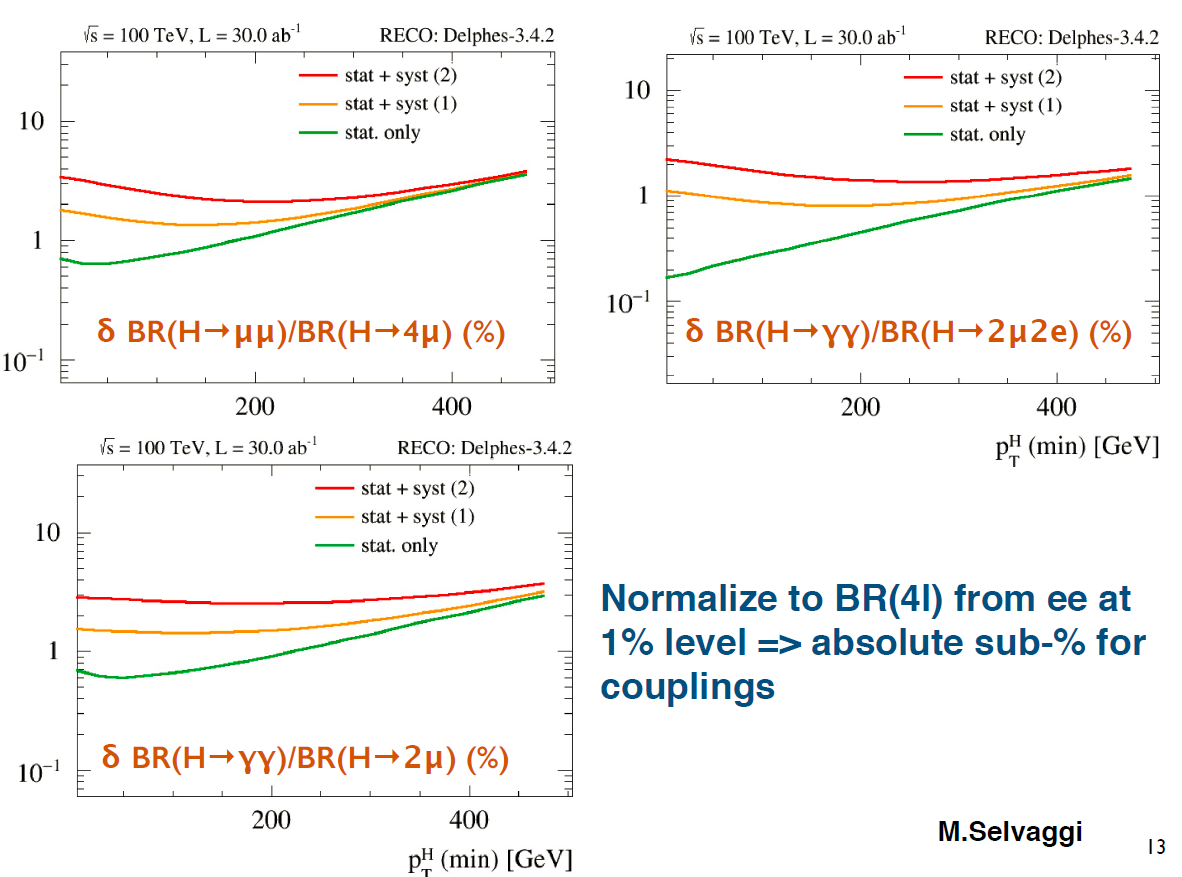 √s = 100 TeV, L = 30.0 ab⁻¹ RECO: Delphes-3.4.2
stat + syst (2)
stat + syst (1)
stat. only
10
1
10⁻¹
δ BR(H→μμ)/BR(H→4μ) (%)
200 400
√s = 100 TeV, L = 30.0 ab⁻¹ RECO: Delphes-3.4.2
stat + syst (2)
stat + syst (1)
stat. only
10
1
10⁻¹
δ BR(H→γγ)/BR(H→2μ2e) (%)
200 400
p_T^H (min) [GeV]
√s = 100 TeV, L = 30.0 ab⁻¹ RECO: Delphes-3.4.2
stat + syst (2)
stat + syst (1)
stat. only
10
1
10⁻¹
δ BR(H→γγ)/BR(H→2μ) (%)
200 400
p_T^H (min) [GeV]
Normalize to BR(4l) from ee at
1% level => absolute sub-% for
couplings
M.Selvaggi
13